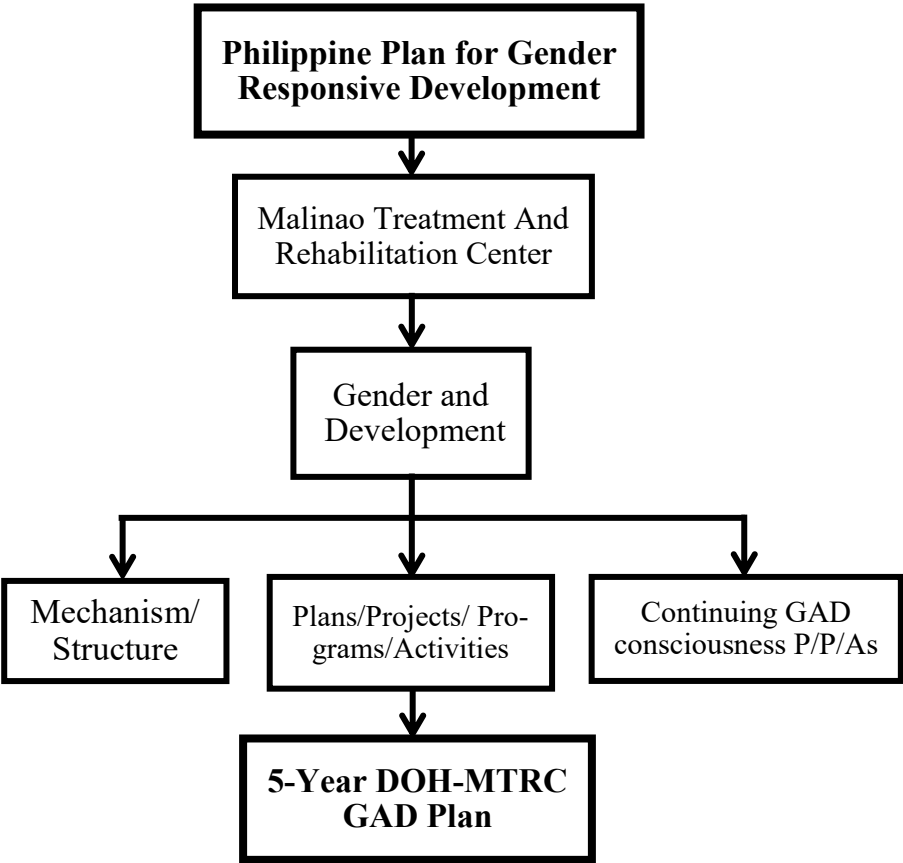 Philippine Plan for Gender
Responsive Development
Malinao Treatment And
Rehabilitation Center
Gender and
Development
Mechanism/
Structure
Plans/Projects/ Pro-
grams/Activities
Continuing GAD
consciousness P/P/As
5-Year DOH-MTRC
GAD Plan